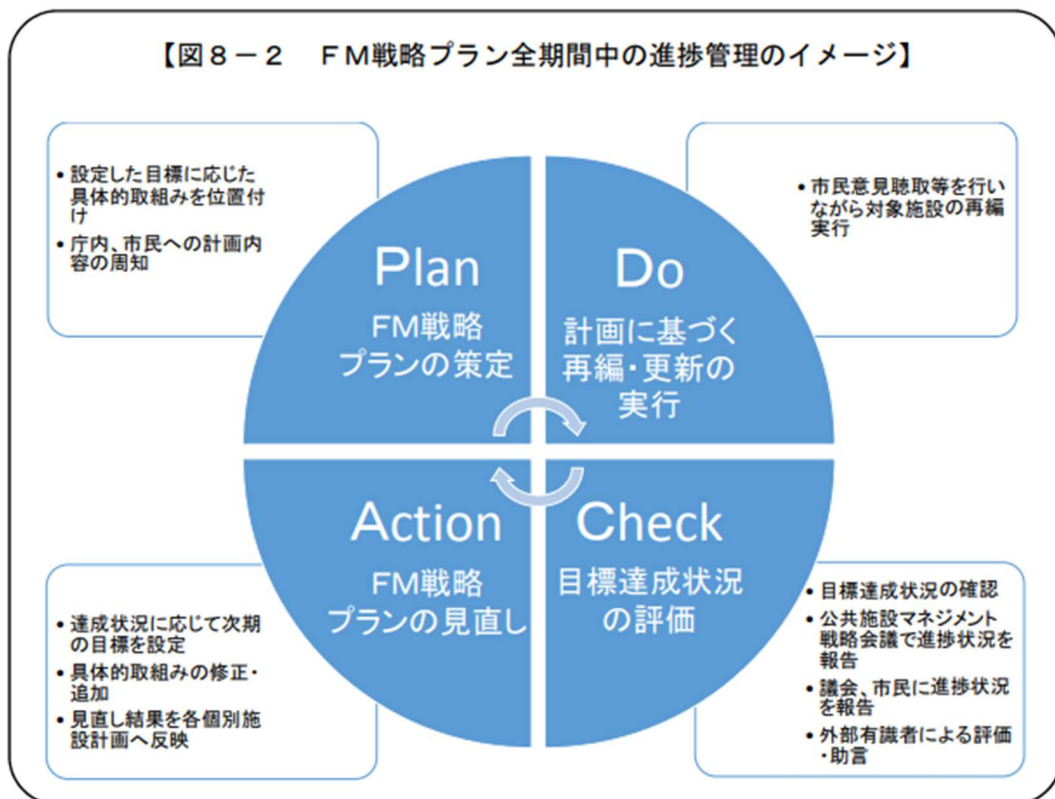 【図8-2 FM戦略プラン全期間中の進捗管理のイメージ】
• 設定した目標に応じた
具体的取組みを位置付
け
• 庁内、市民への計画内
容の周知
Plan
FM戦略
プランの策定
• 市民意見聴取等を行い
ながら対象施設の再編
実行
Do
計画に基づく
再編・更新の
実行
Action
FM戦略
プランの見直し
• 達成状況に応じて次期
の目標を設定
• 具体的取組みの修正・
追加
• 見直し結果を各個別施
設計画へ反映
Check
目標達成状況
の評価
• 目標達成状況の確認
• 公共施設マネジメント
戦略会議で進捗状況を
報告
• 議会、市民に進捗状況
を報告
• 外部有識者による評価
・助言